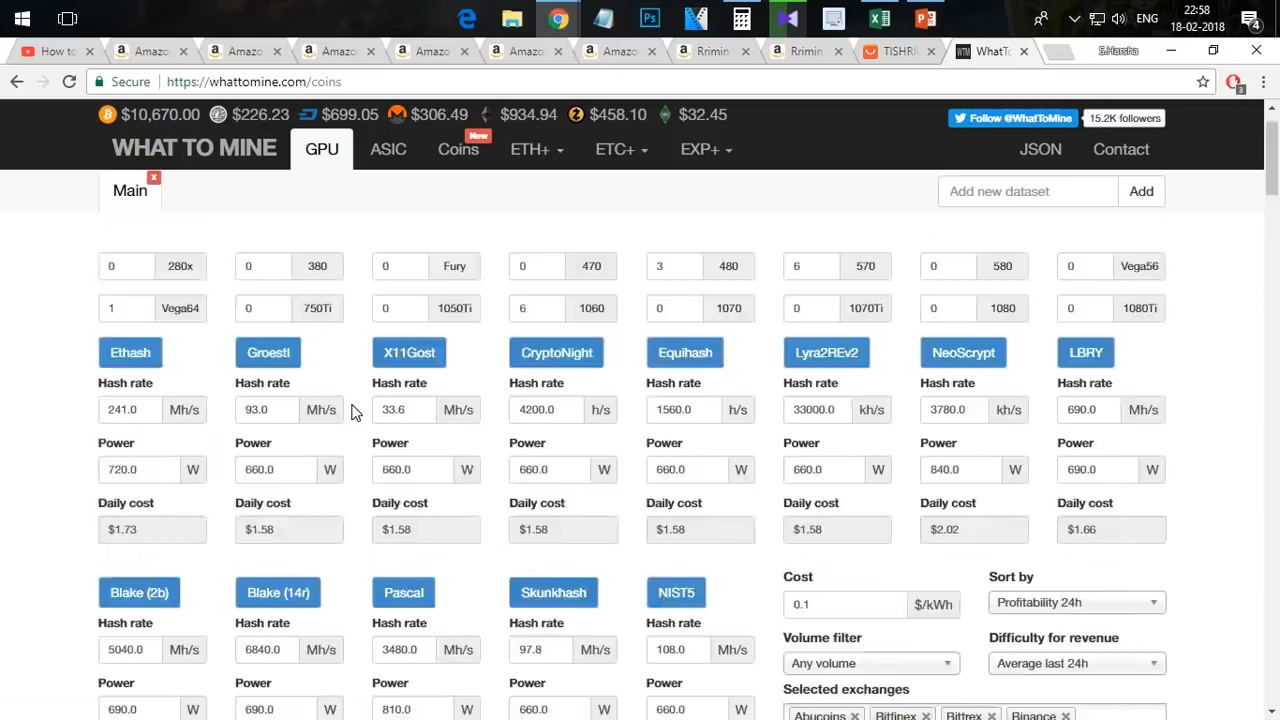 22:58
ENG
18-02-2018
4
How to
Amazo
Amazo
Amazo
Amazo
Amazo
Amazo
Rrimin
Rrimin
TISHRI
WhatTo
S.Harsha
Secure
https://whattomine.com/coins
3
$10,670.00
$226.23
$699.05
$306.49
$934.94
$458.10
$32.45
Follow @WhatToMine
15.2K followers
WHAT TO MINE
GPU
ASIC
Coins
New
ETH+
ETC+
EXP+
JSON
Contact
Main
x
Add new dataset
Add
0 280x 0 380 0 Fury 0 470 3 480 6 570 0 580 0 Vega56
1 Vega64 0 750Ti 0 1050Ti 6 1060 0 1070 0 1070Ti 0 1080 0 1080Ti
Ethash Groestl X11Gost CryptoNight Equihash Lyra2REv2 NeoScrypt LBRY
Hash rate Hash rate Hash rate Hash rate Hash rate Hash rate Hash rate Hash rate
241.0 Mh/s 93.0 Mh/s 33.6 Mh/s 4200.0 h/s 1560.0 h/s 33000.0 kh/s 3780.0 kh/s 690.0 Mh/s
Power Power Power Power Power Power Power Power
720.0 W 660.0 W 660.0 W 660.0 W 660.0 W 660.0 W 840.0 W 690.0 W
Daily cost Daily cost Daily cost Daily cost Daily cost Daily cost Daily cost Daily cost
$1.73 $1.58 $1.58 $1.58 $1.58 $1.58 $2.02 $1.66
Blake (2b) Blake (14r) Pascal Skunkhash NIST5
Hash rate Hash rate Hash rate Hash rate Hash rate
5040.0 Mh/s 6840.0 Mh/s 3480.0 Mh/s 97.8 Mh/s 108.0 Mh/s
Power Power Power Power Power
690.0 W 690.0 W 810.0 W 660.0 W 660.0 W
Cost
0.1 $/kWh
Sort by
Profitability 24h
Volume filter
Any volume
Difficulty for revenue
Average last 24h
Selected exchanges
Abucoins × Bitfinex × Bittrex × Binance ×